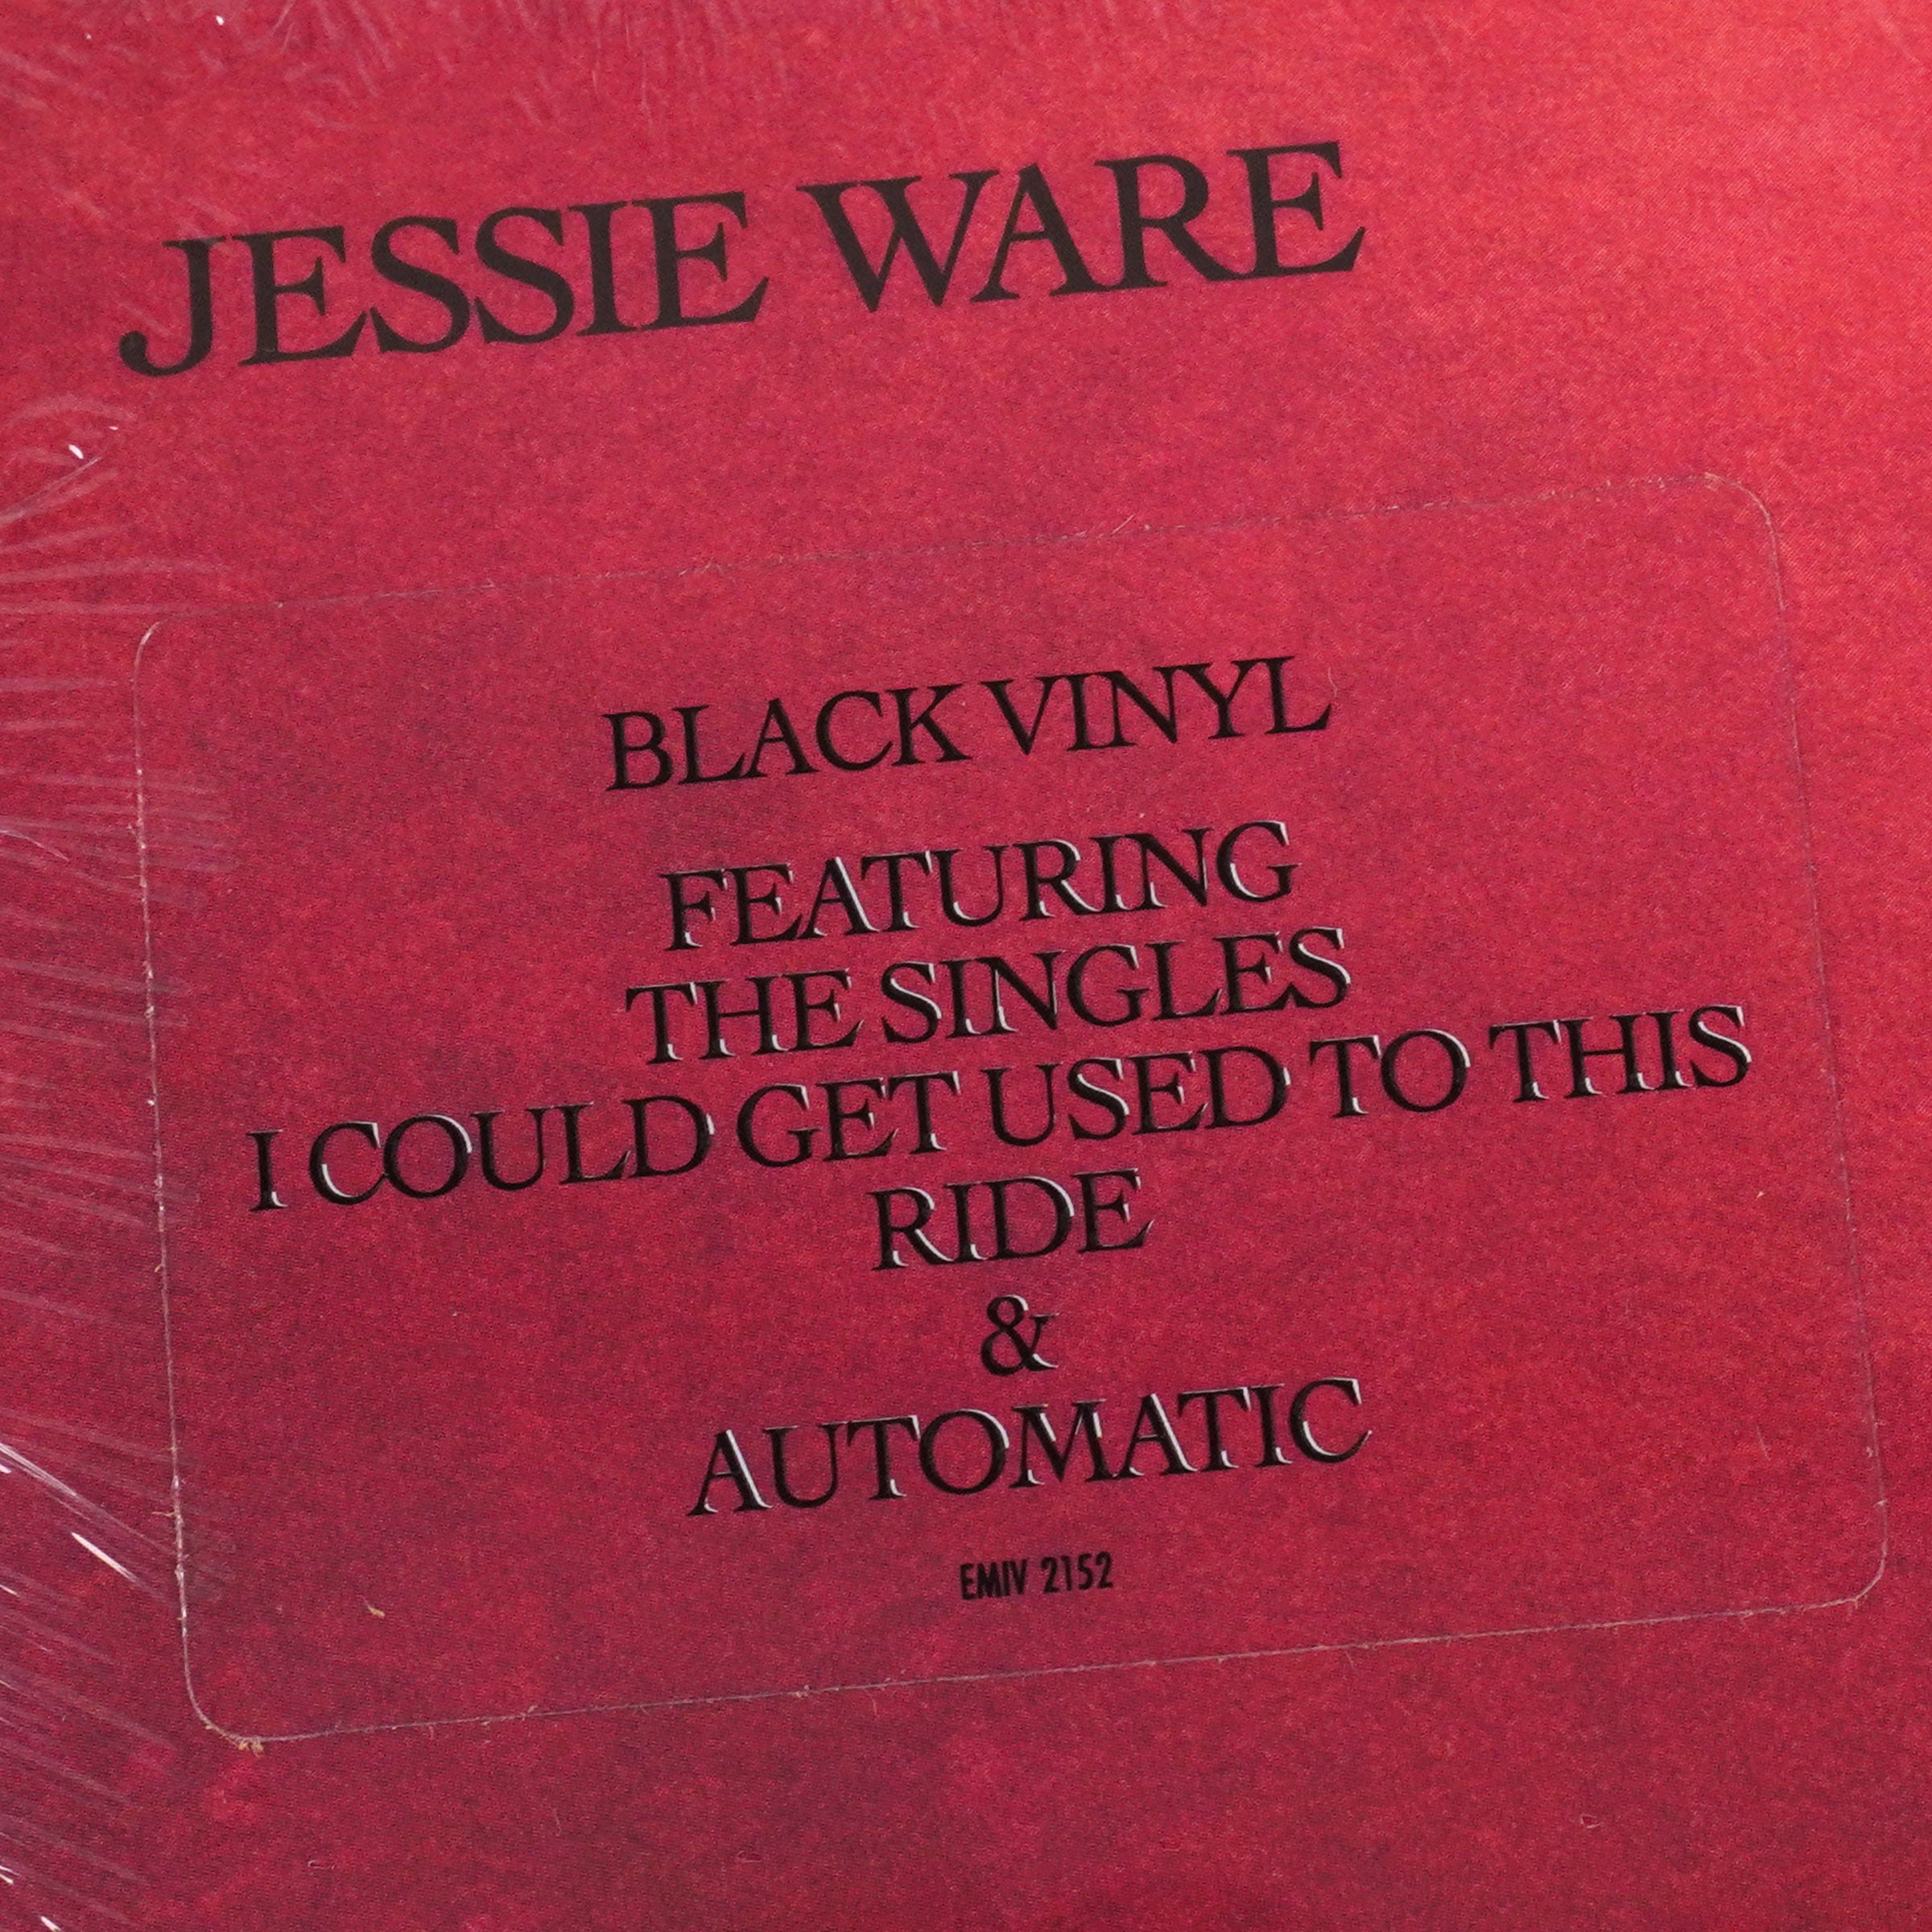 JESSIE WARE
BLACK VINYL
FEATURING
THE SINGLES
I COULD GET USED TO THIS
RIDE
&
AUTOMATIC
EMIV 2152